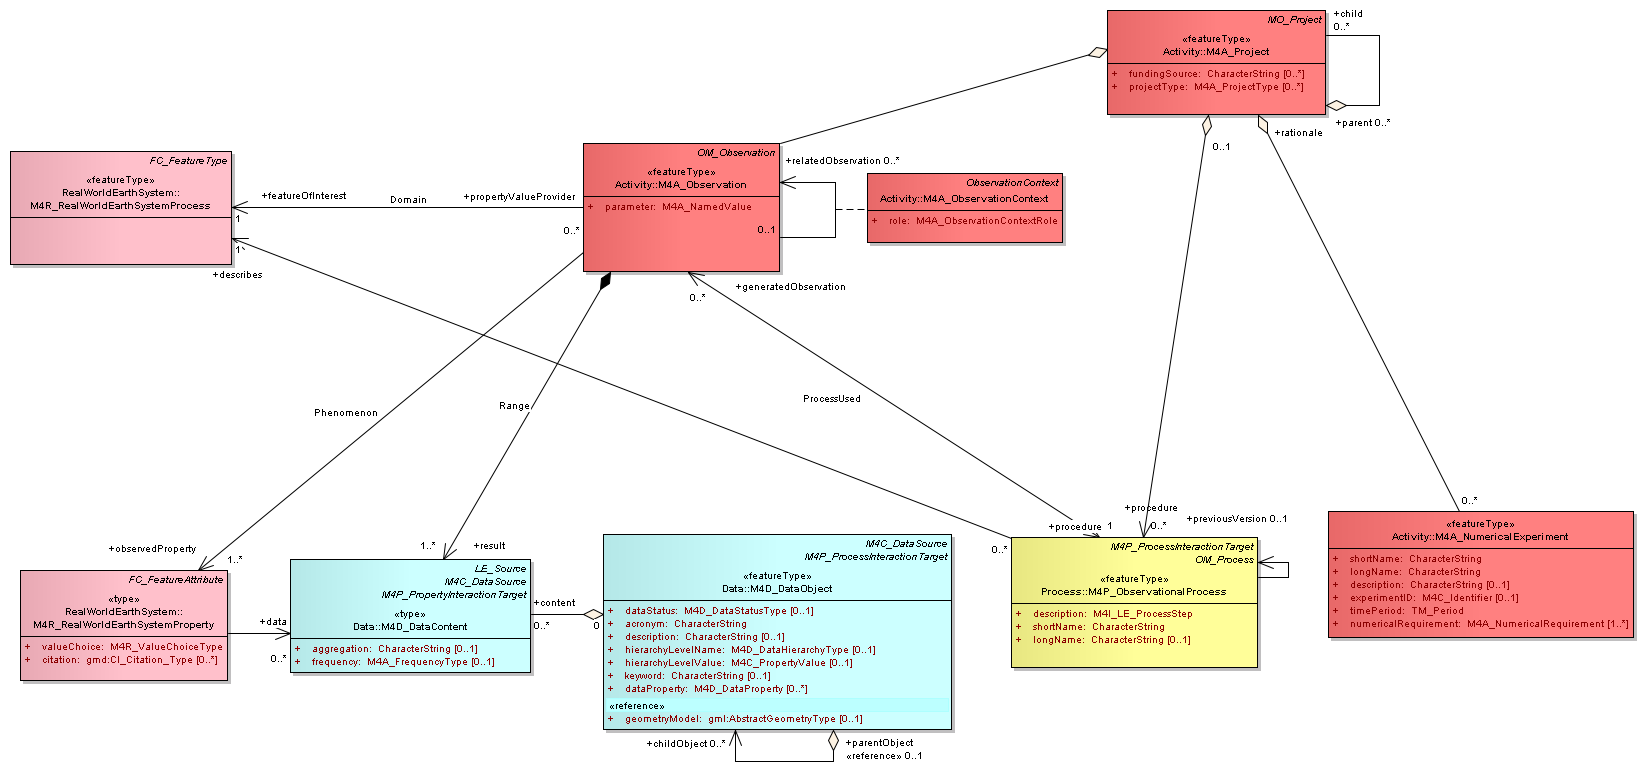 MO_Project
«featureType»
Activity::M4A_Project
+ fundingSource: CharacterString [0..*]
+ projectType: M4A_ProjectType [0..*]
+child
0..*
+parent 0..*
+rationale
0..1
OM_Observation
«featureType»
Activity::M4A_Observation
+ parameter: M4A_NamedValue
+relatedObservation 0..*
0..1
ObservationContext
Activity::M4A_ObservationContext
+ role: M4A_ObservationContextRole
FC_FeatureType
«featureType»
RealWorldEarthSystem::
M4R_RealWorldEarthSystemProcess
+featureOfInterest
Domain
+propertyValueProvider
1
0..*
1*
+describes
0..*
+generatedObservation
Phenomenon
Range
ProcessUsed
+observedProperty
1..*
1..*
+result
+procedure 1
+procedure
0..*
+previousVersion 0..1
0..*
0..*
FC_FeatureAttribute
«type»
RealWorldEarthSystem::
M4R_RealWorldEarthSystemProperty
+ valueChoice: M4R_ValueChoiceType
+ citation: gmd:CI_Citation_Type [0..*]
+data
0..*
LE_Source
M4C_DataSource
M4P_PropertyInteractionTarget
«type»
Data::M4D_DataContent
+ aggregation: CharacterString [0..1]
+ frequency: M4A_FrequencyType [0..1]
+content
0..*
0
M4C_DataSource
M4P_ProcessInteractionTarget
«featureType»
Data::M4D_DataObject
+ dataStatus: M4D_DataStatusType [0..1]
+ acronym: CharacterString
+ description: CharacterString [0..1]
+ hierarchyLevelName: M4D_DataHierarchyType [0..1]
+ hierarchyLevelValue: M4C_PropertyValue [0..1]
+ keyword: CharacterString [0..1]
+ dataProperty: M4D_DataProperty [0..*]
«reference»
+ geometryModel: gml:AbstractGeometryType [0..1]
+childObject 0..*
+parentObject
«reference» 0..1
M4P_ProcessInteractionTarget
OM_Process
«featureType»
Process::M4P_ObservationalProcess
+ description: M4I_LE_ProcessStep
+ shortName: CharacterString
+ longName: CharacterString [0..1]
«featureType»
Activity::M4A_NumericalExperiment
+ shortName: CharacterString
+ longName: CharacterString
+ description: CharacterString [0..1]
+ experimentID: M4C_Identifier [0..1]
+ timePeriod: TM_Period
+ numericalRequirement: M4A_NumericalRequirement [1..*]